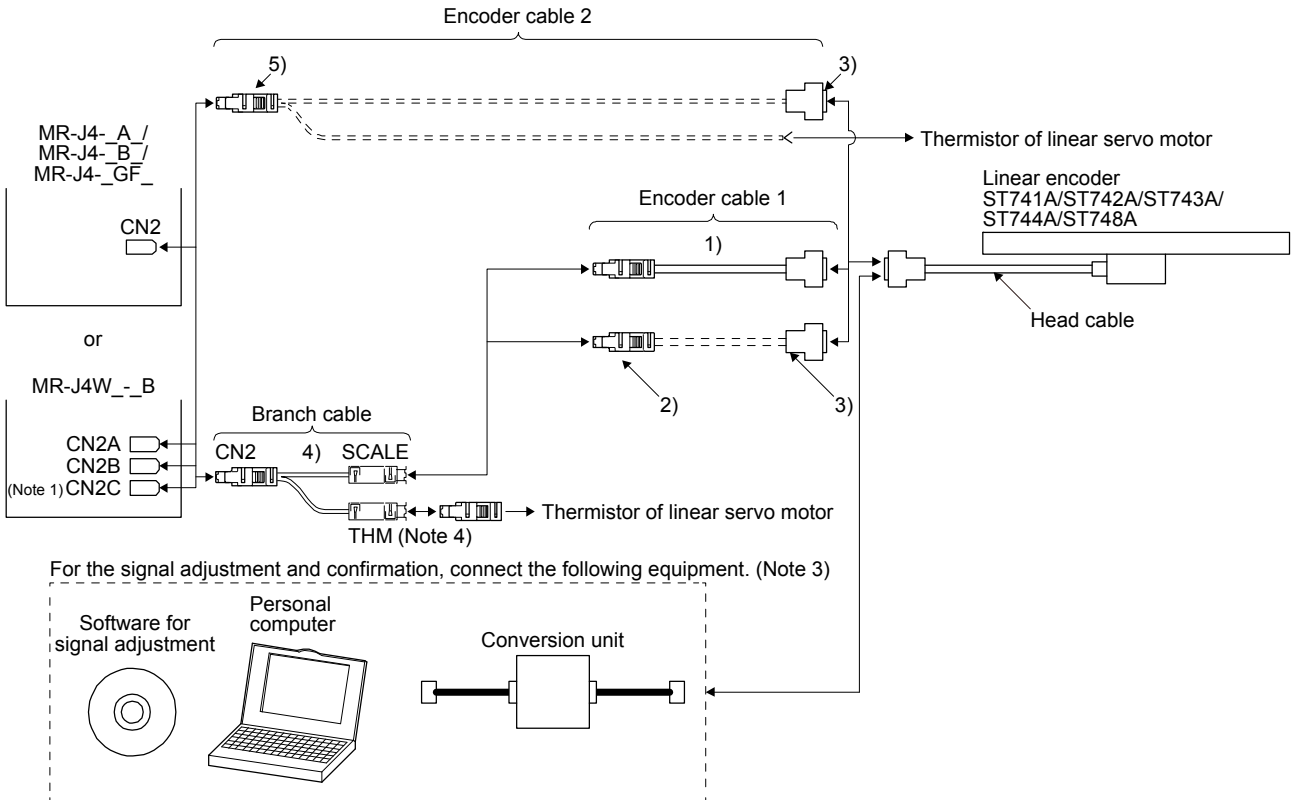 Encoder cable 2
5)
3)
MR-J4-_A_/
MR-J4-_B_/
MR-J4-_GF_
CN2
Thermistor of linear servo motor
Linear encoder
ST741A/ST742A/ST743A/
ST744A/ST748A
Encoder cable 1
1)
Head cable
or
2)
3)
MR-J4W_-_B
CN2A
CN2B
(Note 1) CN2C
Branch cable
CN2 4) SCALE
Thermistor of linear servo motor
THM (Note 4)
For the signal adjustment and confirmation, connect the following equipment. (Note 3)
Software for
signal adjustment
Personal
computer
Conversion unit